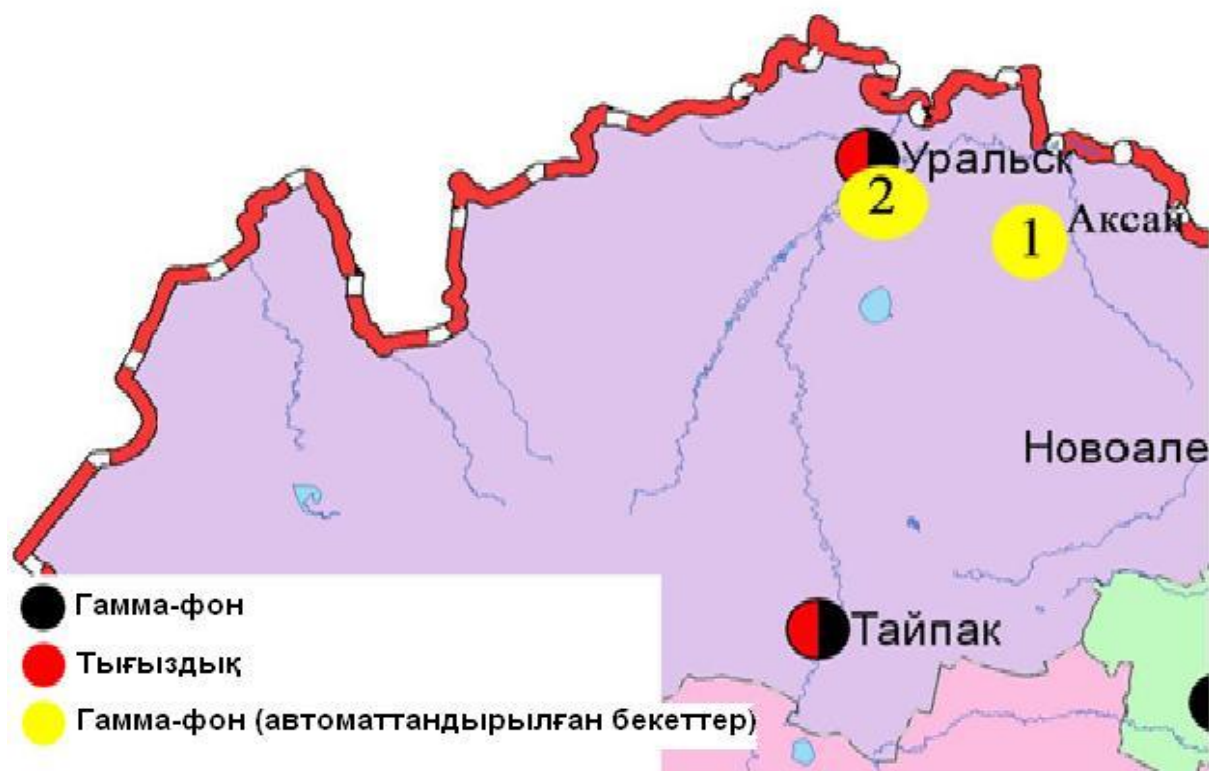 Уральск
2
1
Аксай
Новоале
Тайпак
Гамма-фон
Тығыздық
Гамма-фон (автоматтандырылған бекеттер)